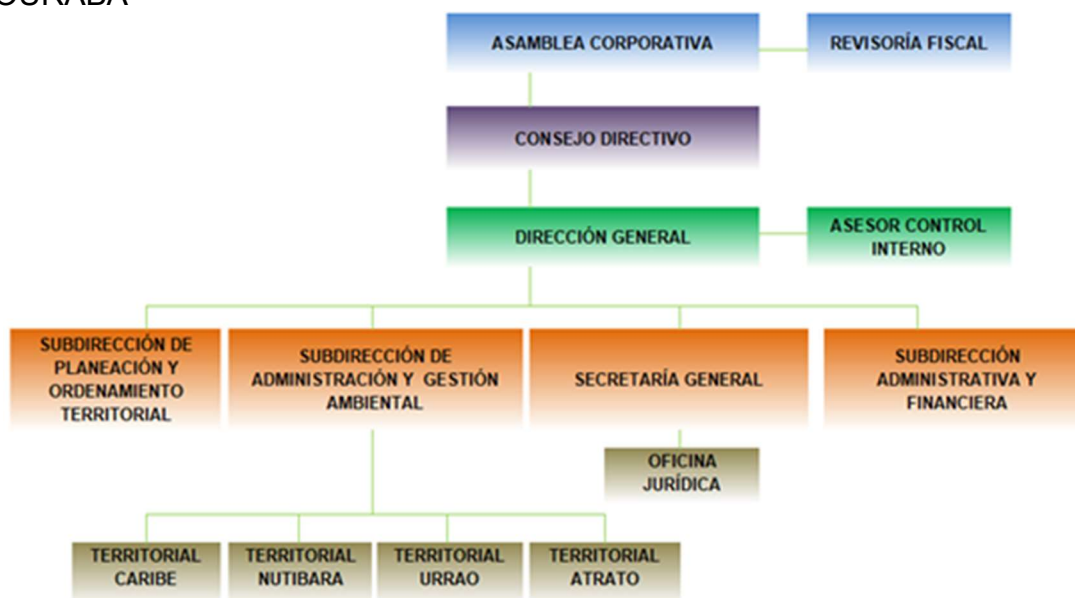 ASAMBLEA CORPORATIVA
REVISORÍA FISCAL
CONSEJO DIRECTIVO
DIRECCIÓN GENERAL
ASESOR CONTROL
INTERNO
SUBDIRECCIÓN DE
PLANEACIÓN Y
ORDENAMIENTO
TERRITORIAL
SUBDIRECCIÓN DE
ADMINISTRACIÓN Y GESTIÓN
AMBIENTAL
SECRETARÍA GENERAL
SUBDIRECCIÓN
ADMINISTRATIVA Y
FINANCIERA
OFICINA
JURÍDICA
TERRITORIAL
CARIBE
TERRITORIAL
NUTIBARA
TERRITORIAL
URRAO
TERRITORIAL
ATRATO